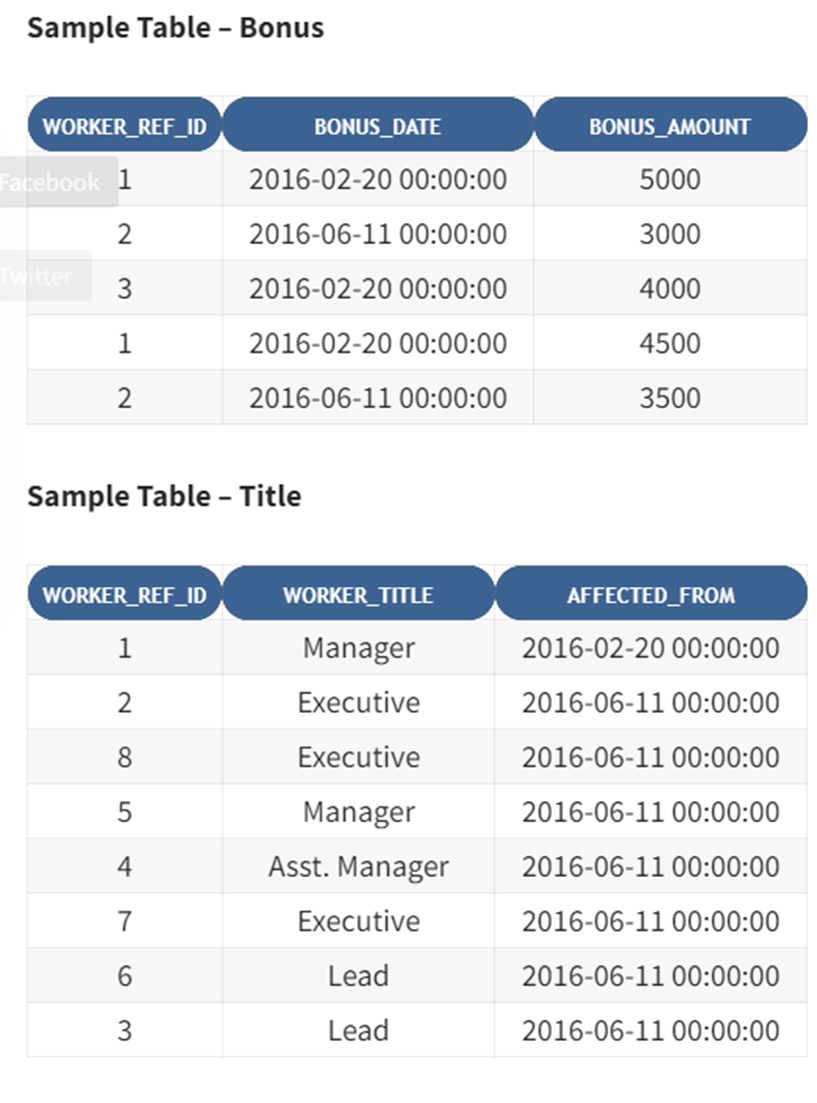 Sample Table – Bonus
WORKER_REF_ID BONUS_DATE BONUS_AMOUNT
Facebook 1 2016-02-20 00:00:00 5000
2 2016-06-11 00:00:00 3000
Twitter 3 2016-02-20 00:00:00 4000
1 2016-02-20 00:00:00 4500
2 2016-06-11 00:00:00 3500
Sample Table – Title
WORKER_REF_ID WORKER_TITLE AFFECTED_FROM
1 Manager 2016-02-20 00:00:00
2 Executive 2016-06-11 00:00:00
8 Executive 2016-06-11 00:00:00
5 Manager 2016-06-11 00:00:00
4 Asst. Manager 2016-06-11 00:00:00
7 Executive 2016-06-11 00:00:00
6 Lead 2016-06-11 00:00:00
3 Lead 2016-06-11 00:00:00